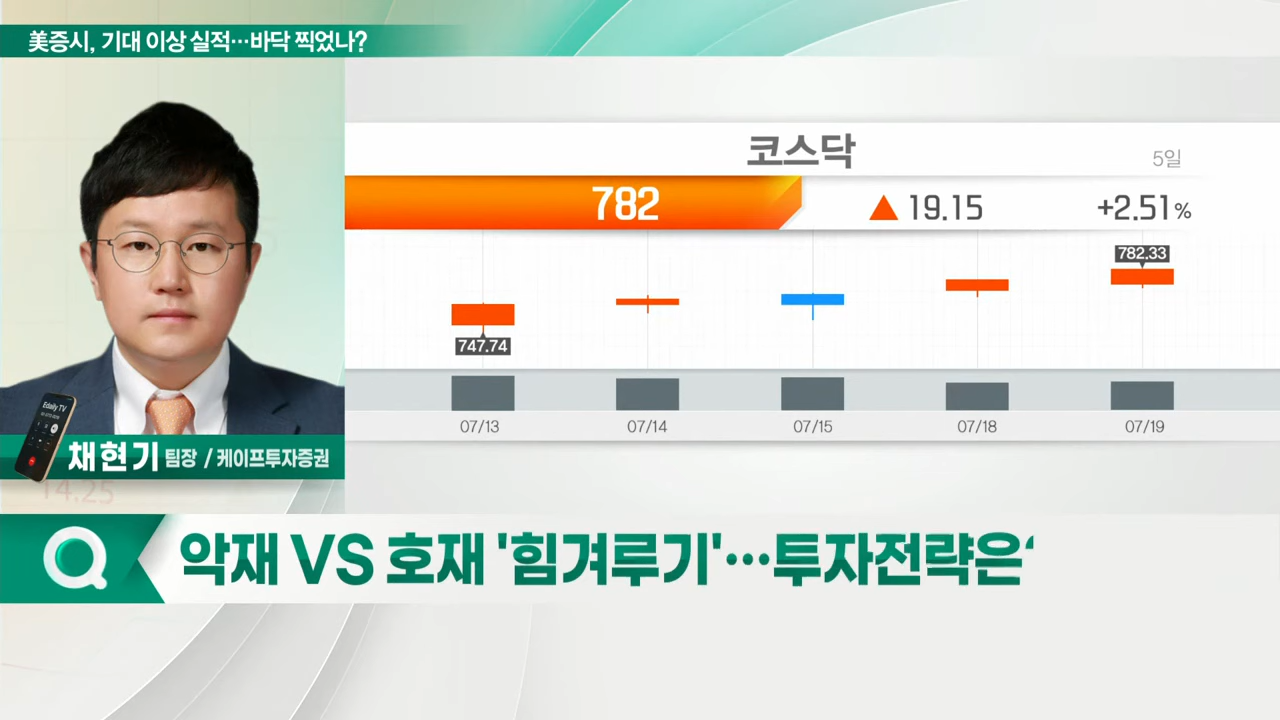 美증시, 기대 이상 실적…바닥 찍었나?
코스닥
5일
782
▲ 19.15
+2.51%
782.33
747.74
07/13
07/14
07/15
07/18
07/19
Edaily TV
채현기 팀장 / 케이프투자증권
14.25
Q
악재 VS 호재 '힘겨루기'…투자전략은